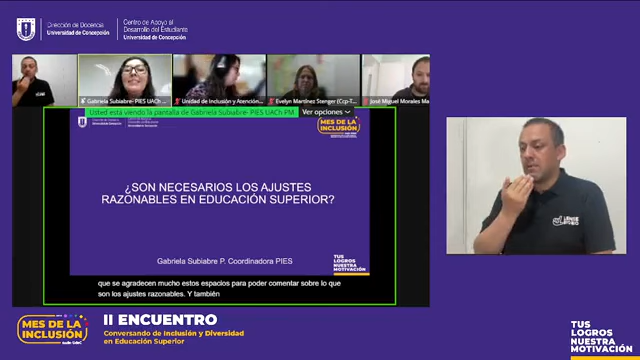 Dirección de Docencia
Universidad de Concepción
Centro de Apoyo al
Desarrollo del Estudiante
Universidad de Concepción
Gabriela Subiabre- PIES UACh
Unidad de Inclusión y Atención...
Evelyn Martínez Stenger (Ccp-T...
José Miguel Morales Ma
Usted está viendo la pantalla de Gabriela Subiabre- PIES UACh PM
Ver opciones
MES DE LA
INCLUSIÓN
¿SON NECESARIOS LOS AJUSTES
RAZONABLES EN EDUCACIÓN SUPERIOR?
Gabriela Subiabre P. Coordinadora PIES
TUS
LOGROS
NUESTRA
MOTIVACIÓN
que se agradecen mucho estos espacios para poder comentar sobre lo que
son los ajustes razonables. Y también
MES DE LA
INCLUSIÓN
II ENCUENTRO
Conversando de Inclusión y Diversidad
en Educación Superior
TUS
LOGROS
NUESTRA
MOTIVACIÓN